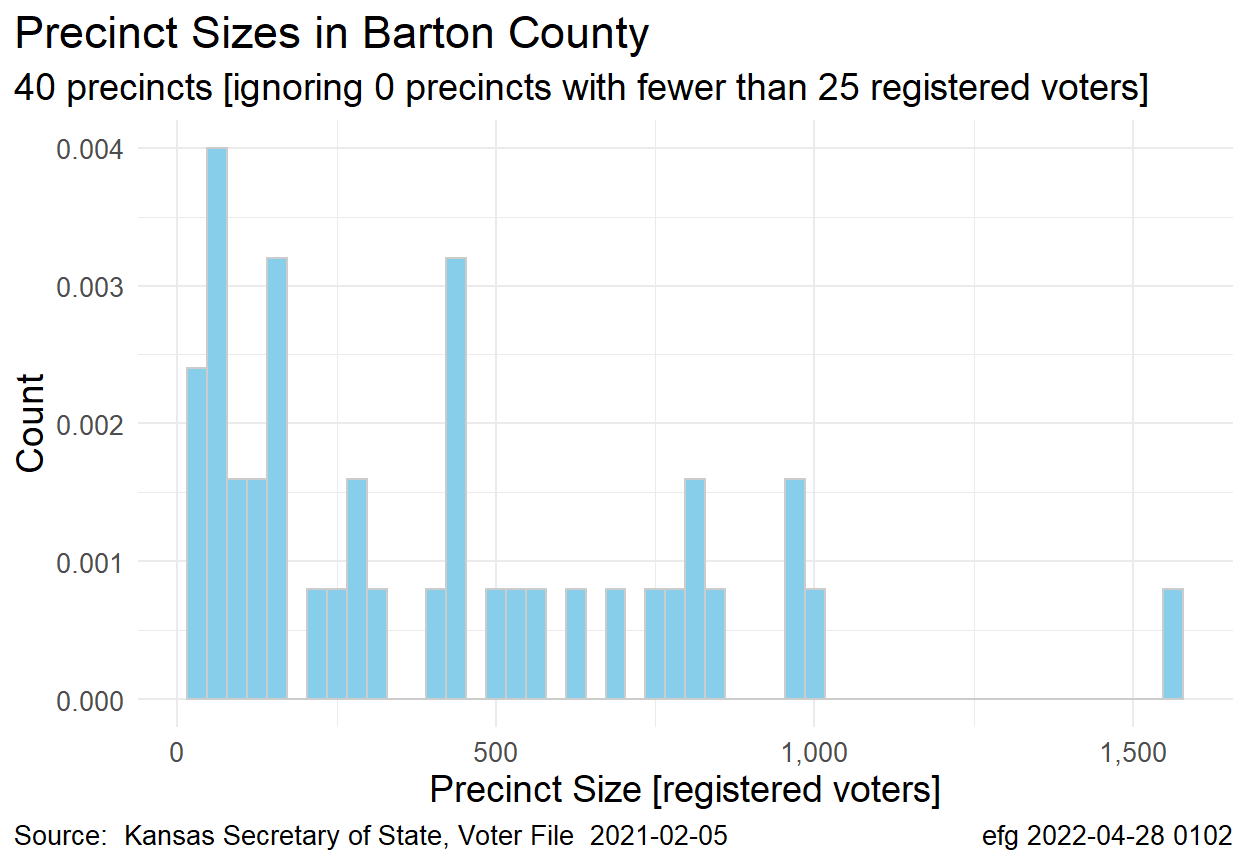 Precinct Sizes in Barton County
40 precincts [ignoring 0 precincts with fewer than 25 registered voters]
0.004
0.003
0.002
0.001
0.000
Count
0 500 1,000 1,500
Precinct Size [registered voters]
Source:  Kansas Secretary of State, Voter File  2021-02-05 efg 2022-04-28 0102